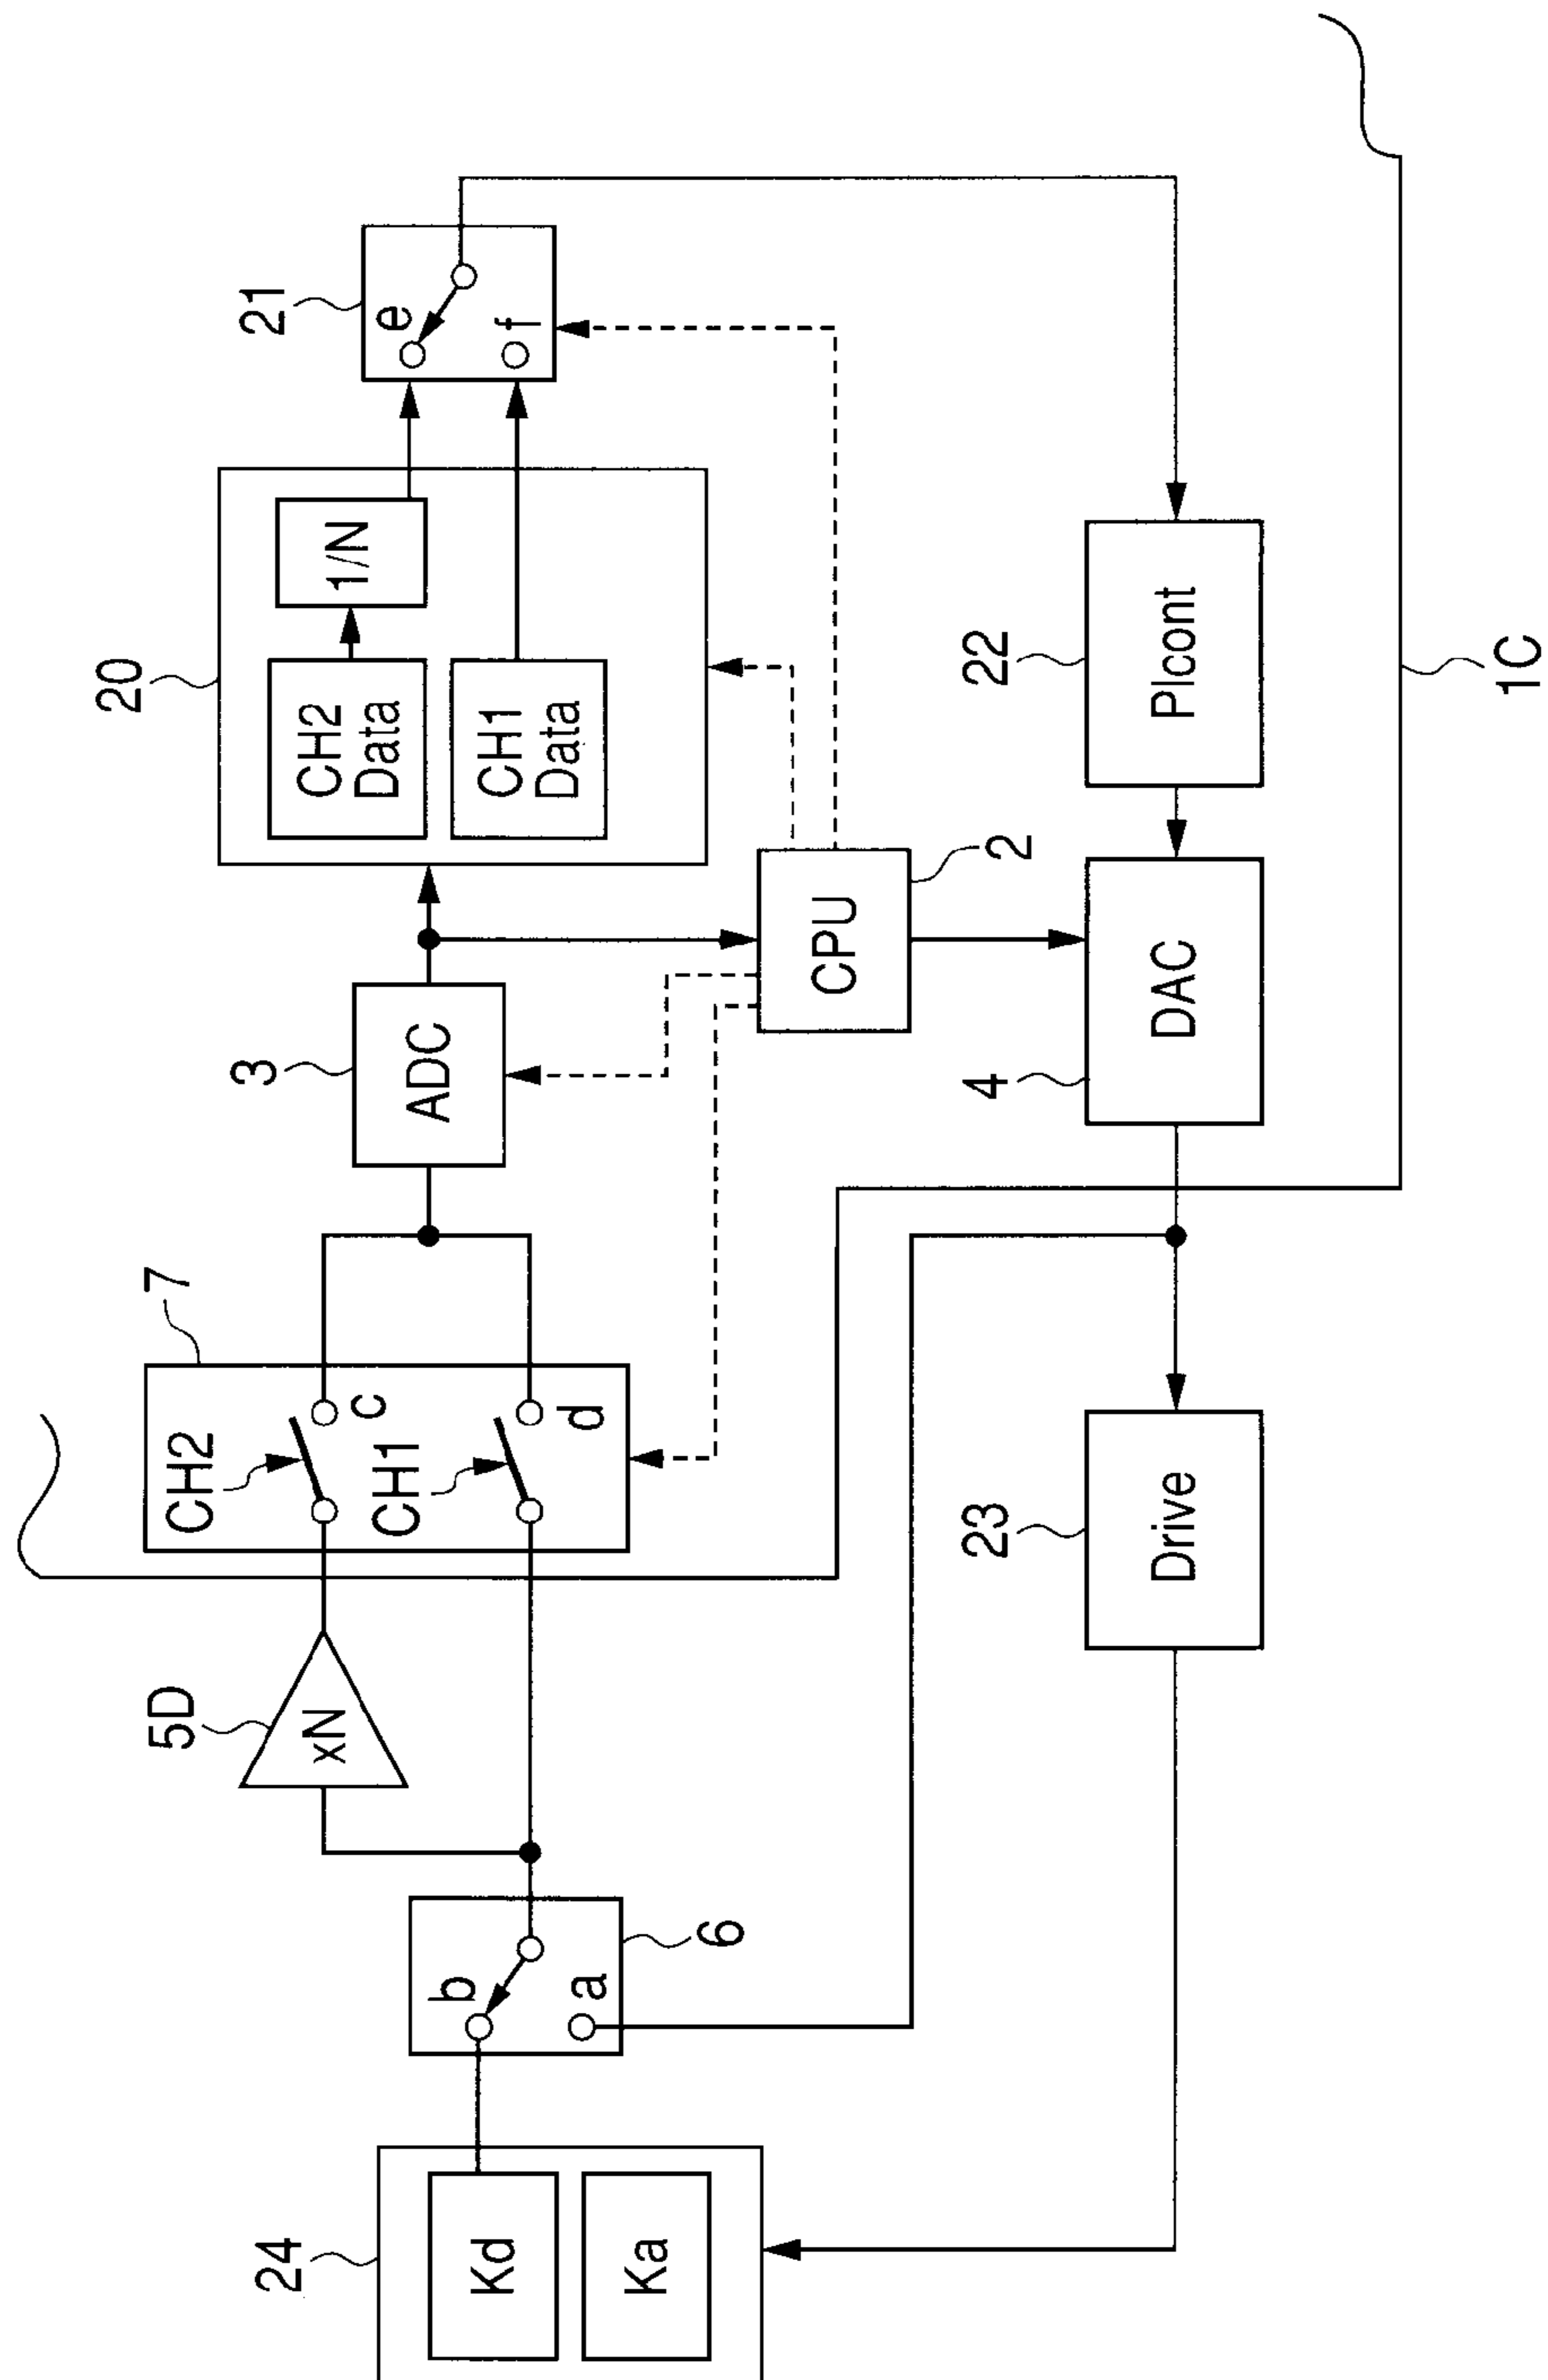 24
Kd
Ka
b
a
6
5D
xN
7
CH2
c
CH1
d
3
ADC
20
CH2
Data
1/N
CH1
Data
21
e
f
CPU
2
23
Drive
4
DAC
22
PIcont
1C